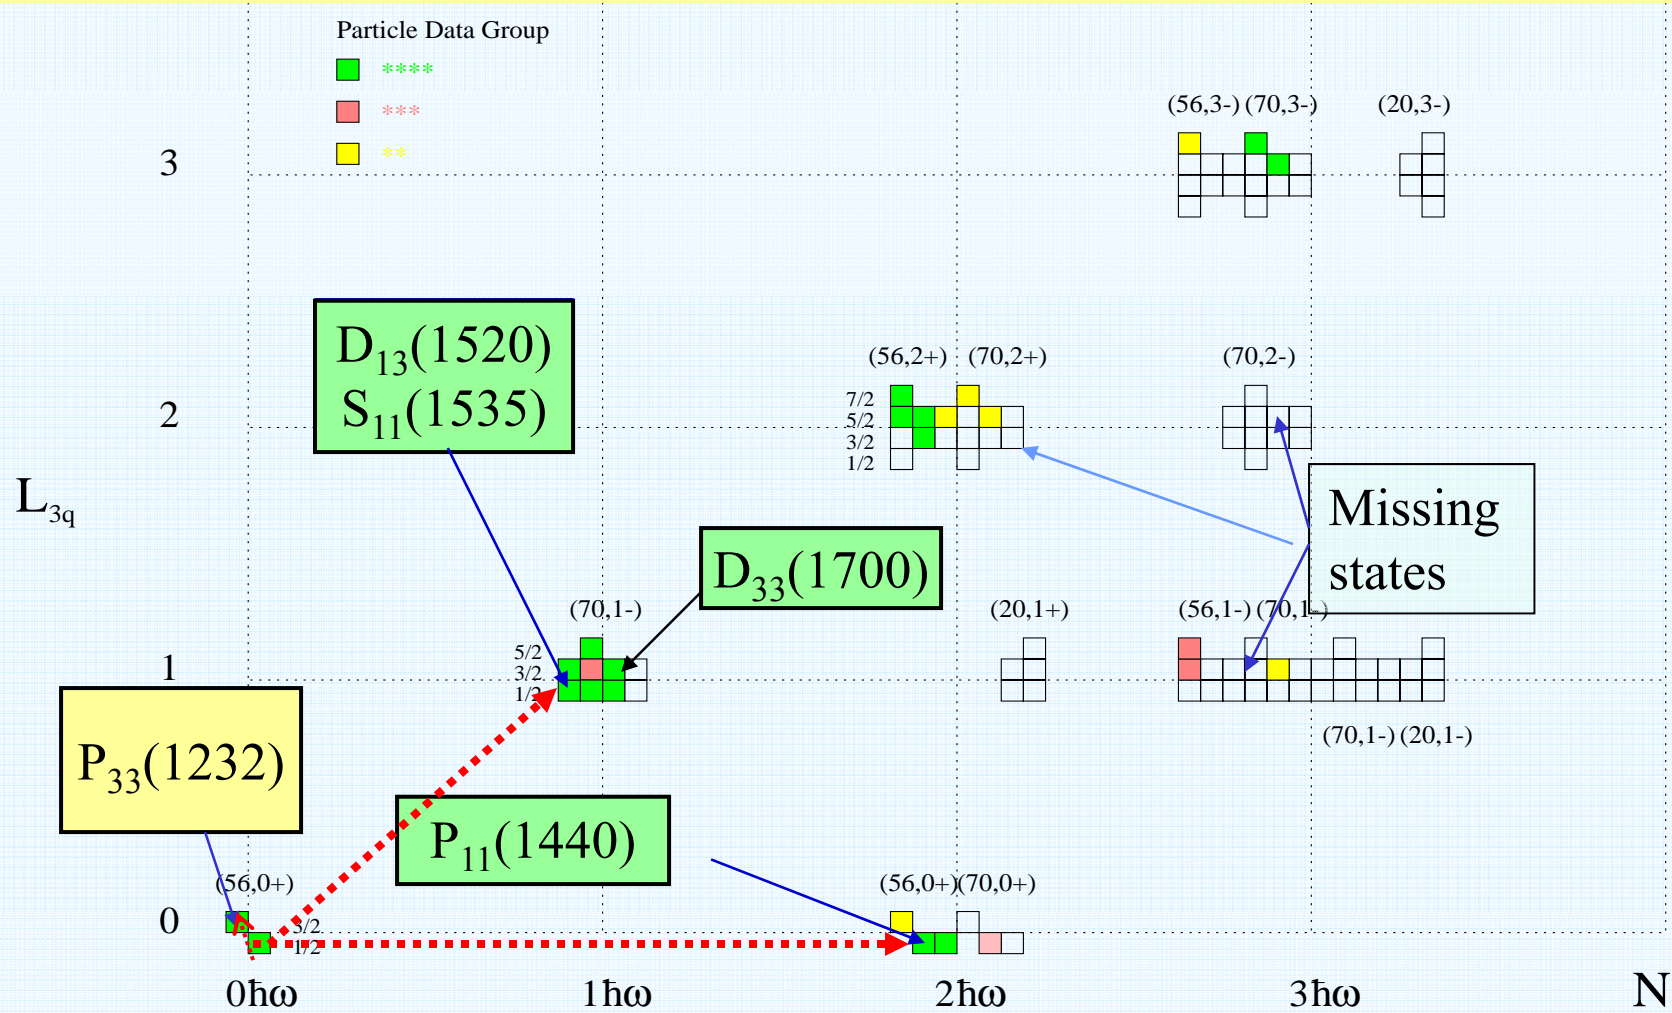 Particle Data Group
****
***
**
(56,3-) (70,3-) (20,3-)
3
D₁₃(1520)
S₁₁(1535)
(56,2+) (70,2+) (70,2-)
7/2
5/2
3/2
1/2
2
L₃q
Missing
states
D₃₃(1700)
(70,1-) (20,1+) (56,1-) (70,1-)
5/2
3/2
1/2
1
(70,1-) (20,1-)
P₃₃(1232)
P₁₁(1440)
(56,0+) (56,0+) (70,0+)
0
3/2
1/2
0ħω 1ħω 2ħω 3ħω N